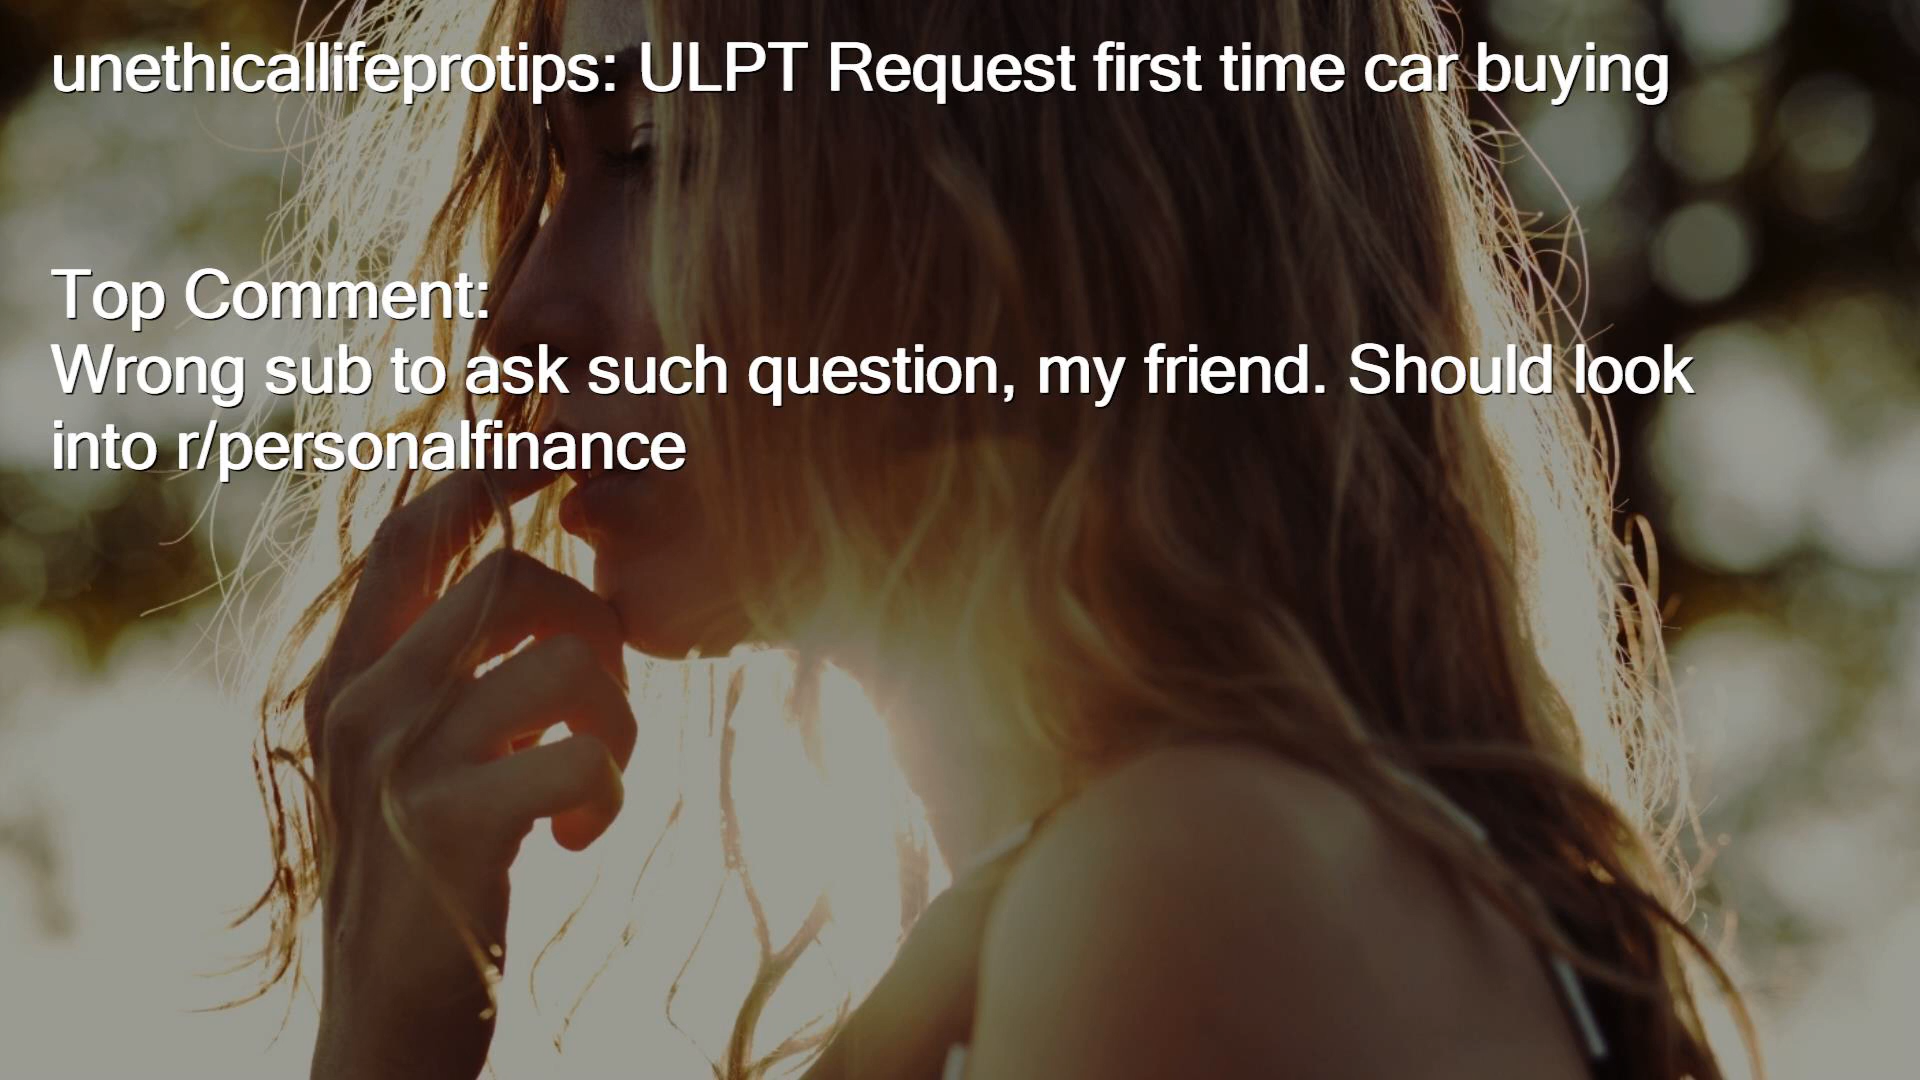 unethicallifeprotips: ULPT Request first time car buying
Top Comment:
Wrong sub to ask such question, my friend. Should look
into r/personalfinance